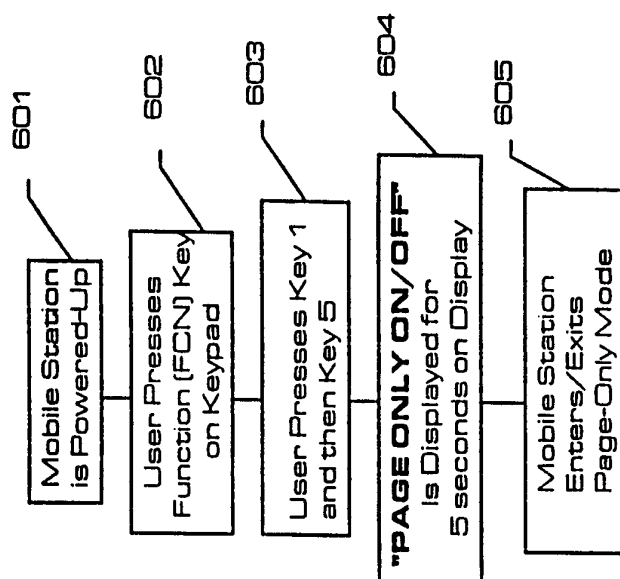 601
Mobile Station
is Powered-Up
602
User Presses
Function (FCN) Key
on Keypad
603
User Presses Key 1
and then Key 5
604
"PAGE ONLY ON/OFF"
Is Displayed for
5 seconds on Display
605
Mobile Station
Enters/Exits
Page-Only Mode